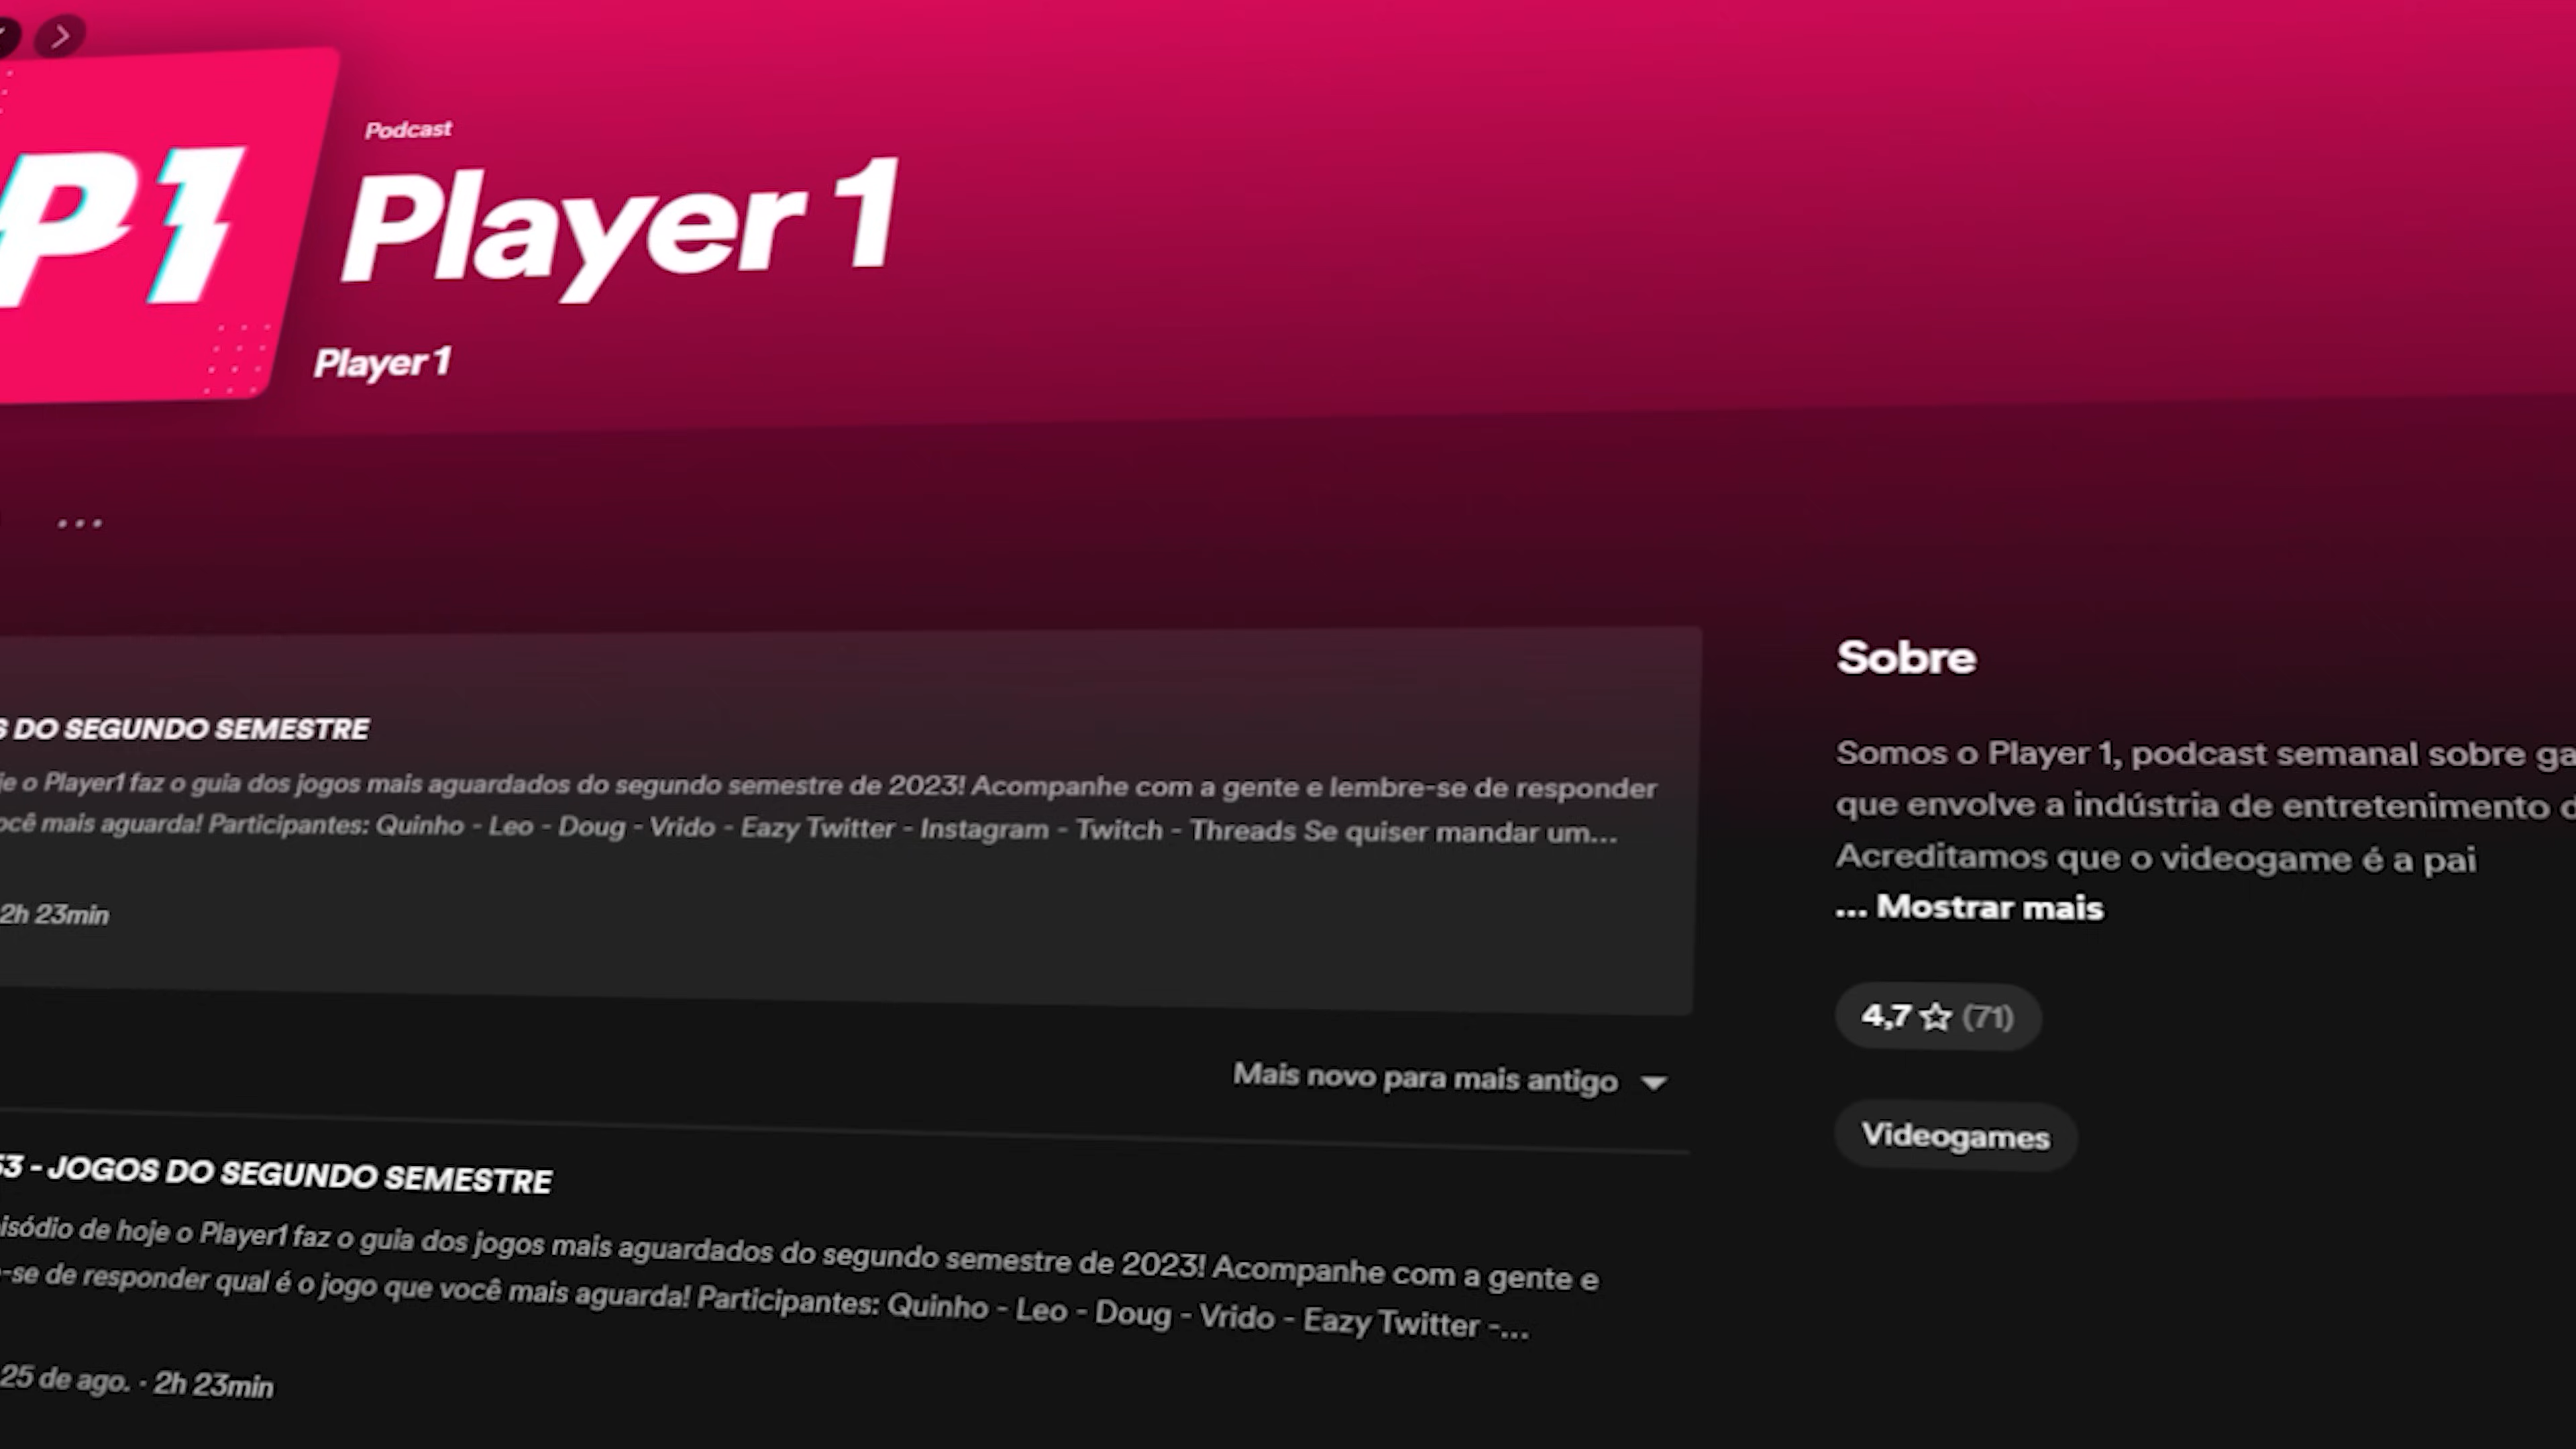 P1
Podcast
Player 1
Player 1
DO SEGUNDO SEMESTRE
o Player1 faz o guia dos jogos mais aguardados do segundo semestre de 2023! Acompanhe com a gente e lembre-se de responder
mais aguarda! Participantes: Quinho - Leo - Doug - Vrido - Eazy Twitter - Instagram - Twitch - Threads Se quiser mandar um...
2h 23min
Sobre
Somos o Player 1, podcast semanal sobre
que envolve a indústria de entretenimento
Acreditamos que o videogame é a pai
... Mostrar mais
4,7 ☆ (71)
Videogames
Mais novo para mais antigo
- JOGOS DO SEGUNDO SEMESTRE
de hoje o Player1 faz o guia dos jogos mais aguardados do segundo semestre de 2023! Acompanhe com a gente e
-se de responder qual é o jogo que você mais aguarda! Participantes: Quinho - Leo - Doug - Vrido - Eazy Twitter -...
25 de ago. · 2h 23min